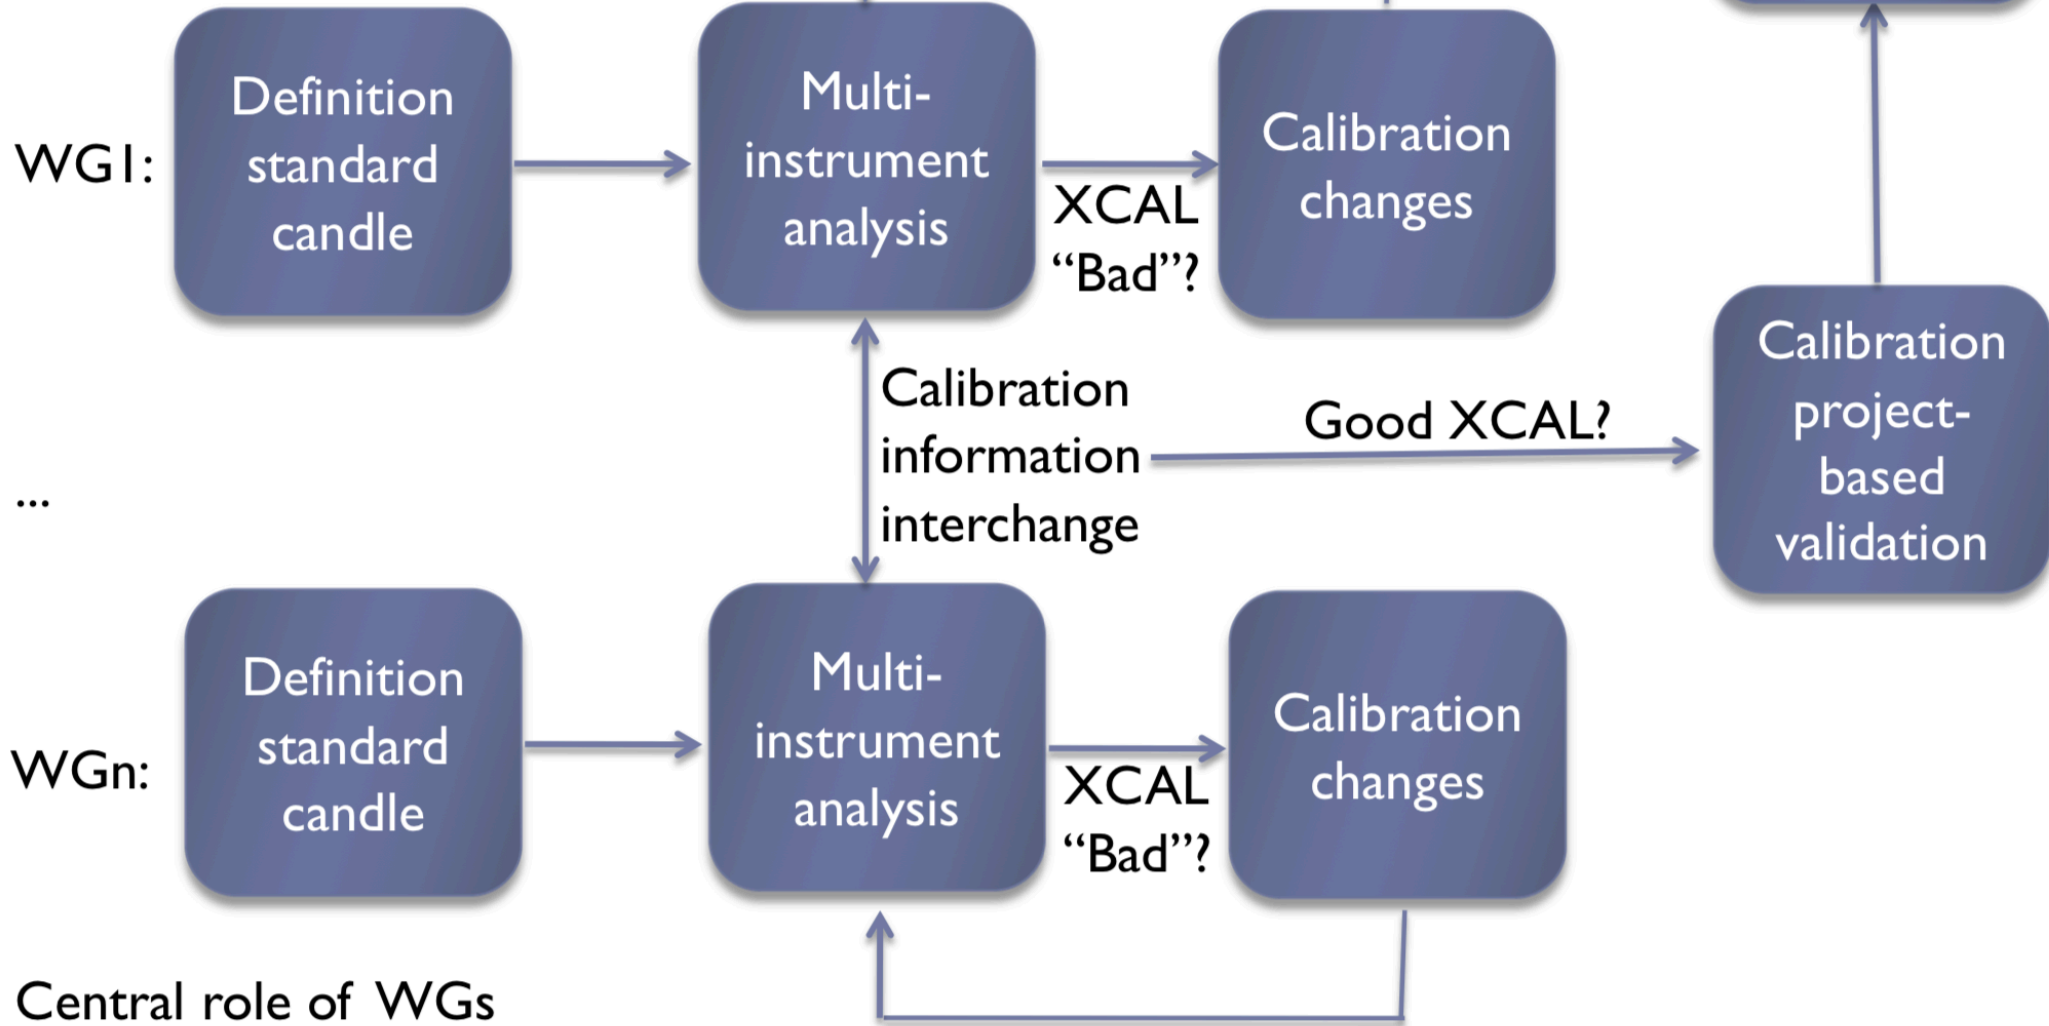 WG1:
Definition
standard
candle
Multi-
instrument
analysis
XCAL
“Bad”?
Calibration
changes
Calibration
information
interchange
Good XCAL?
Calibration
project-
based
validation
...
WGn:
Definition
standard
candle
Multi-
instrument
analysis
XCAL
“Bad”?
Calibration
changes
Central role of WGs